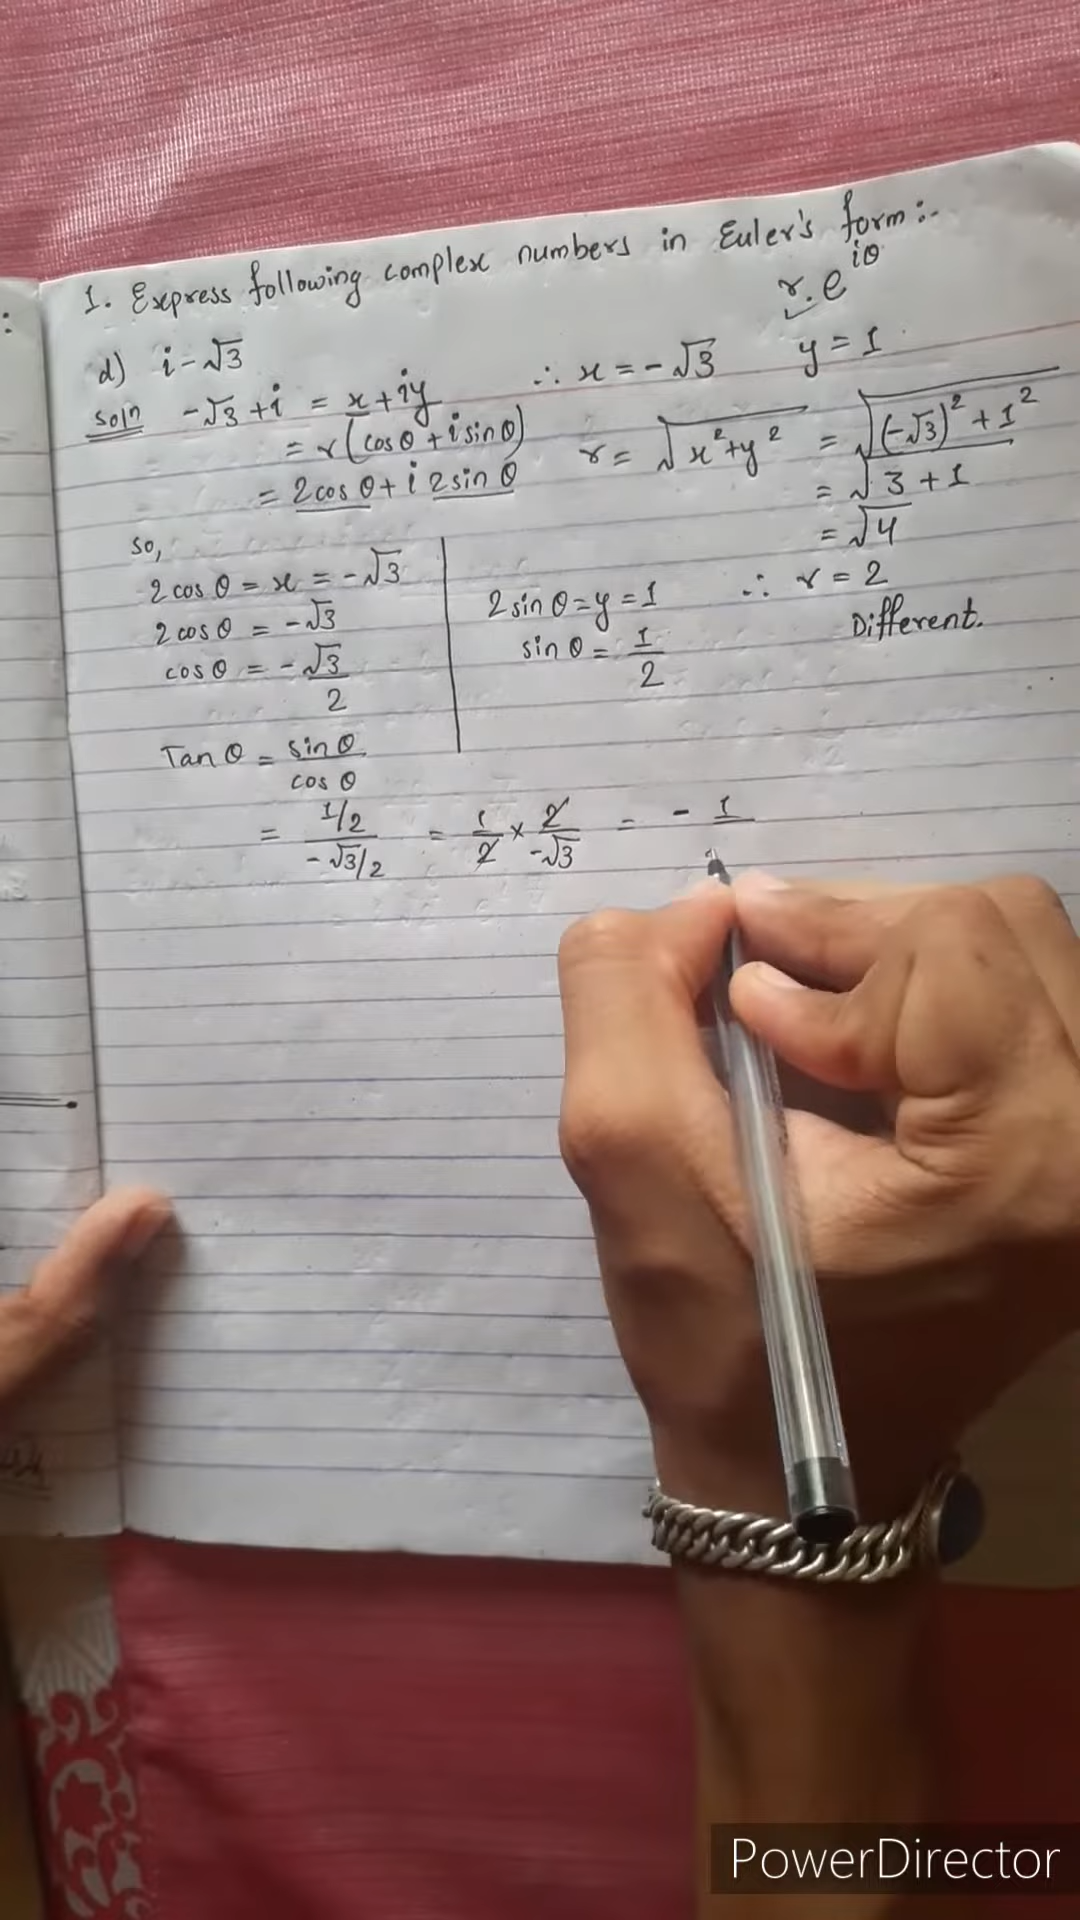 1. Express following complex numbers in Euler's form :-
r.e^iθ
d) i-√3
∴ x = -√3 y = 1
soln -√3+i = x+iy
= r(cosθ+isinθ)
= 2cosθ+i2sinθ
r = √x²+y² = √(-√3)²+1²
= √3+1
= √4
∴ r = 2
Different.
so,
2cosθ = x = -√3
2cosθ = -√3
cosθ = -√3/2
2sinθ=y=1
sinθ = 1/2
Tanθ = sinθ/cosθ
= 1/2/-√3/2 = 1/2 × 2/-√3 = - 1
PowerDirector